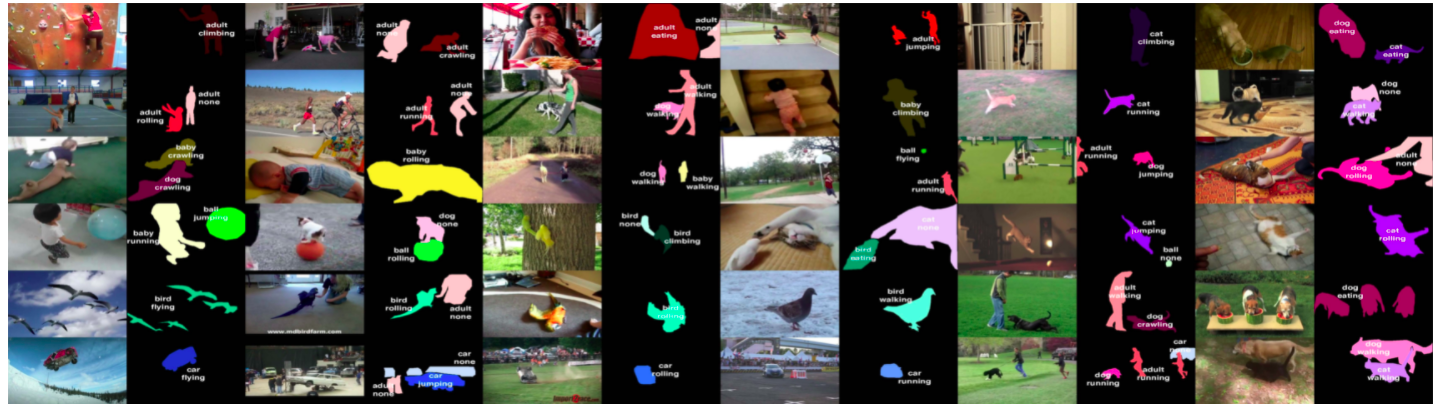 adult
climbing
adult
none
adult
crawling
adult
eating
adult
none
adult
jumping
cat
climbing
dog
eating
cat
eating
adult
rolling
adult
none
adult
running
adult
none
dog
walking
adult
walking
baby
climbing
cat
running
dog
none
cat
walking
baby
crawling
dog
crawling
baby
rolling
dog
walking
baby
walking
ball
flying
adult
running
adult
running
dog
jumping
adult
none
dog
rolling
baby
running
ball
jumping
dog
none
ball
rolling
bird
none
bird
climbing
cat
none
bird
eating
cat
jumping
ball
none
cat
rolling
bird
flying
bird
rolling
adult
none
www.mdbirdfarm.com
bird
rolling
bird
walking
adult
walking
dog
crawling
dog
eating
car
flying
car
none
adult
none
car
jumping
car
rolling
car
running
dog
running
adult
running
dog
walking
cat
walking